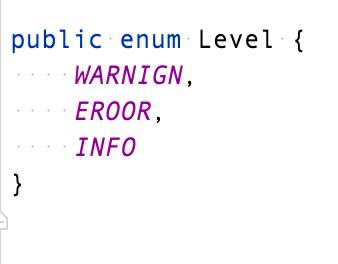 public enum Level {
    WARNIGN,
    EROOR,
    INFO
}